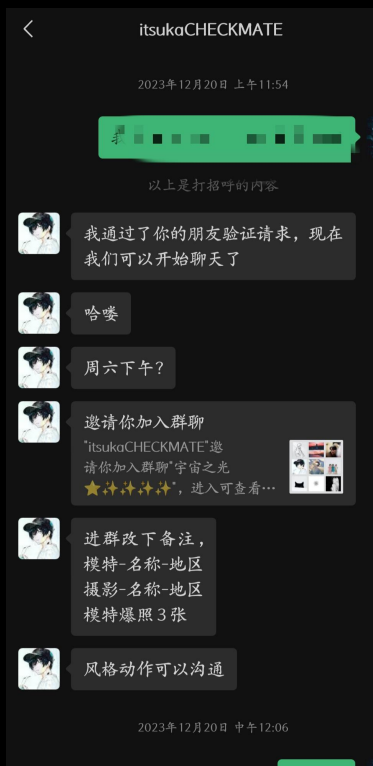 itsukaCHECKMATE
2023年12月20日 上午11:54
以上是打招呼的内容
我通过了你的朋友验证请求，现在
我们可以开始聊天了
哈喽
周六下午？
邀请你加入群聊
"itsukaCHECKMATE"邀
请你加入群聊"宇宙之光
⭐✨✨✨✨"，进入可查看…
进群改下备注，
模特-名称-地区
摄影-名称-地区
模特爆照3张
风格动作可以沟通
2023年12月20日 中午12:06